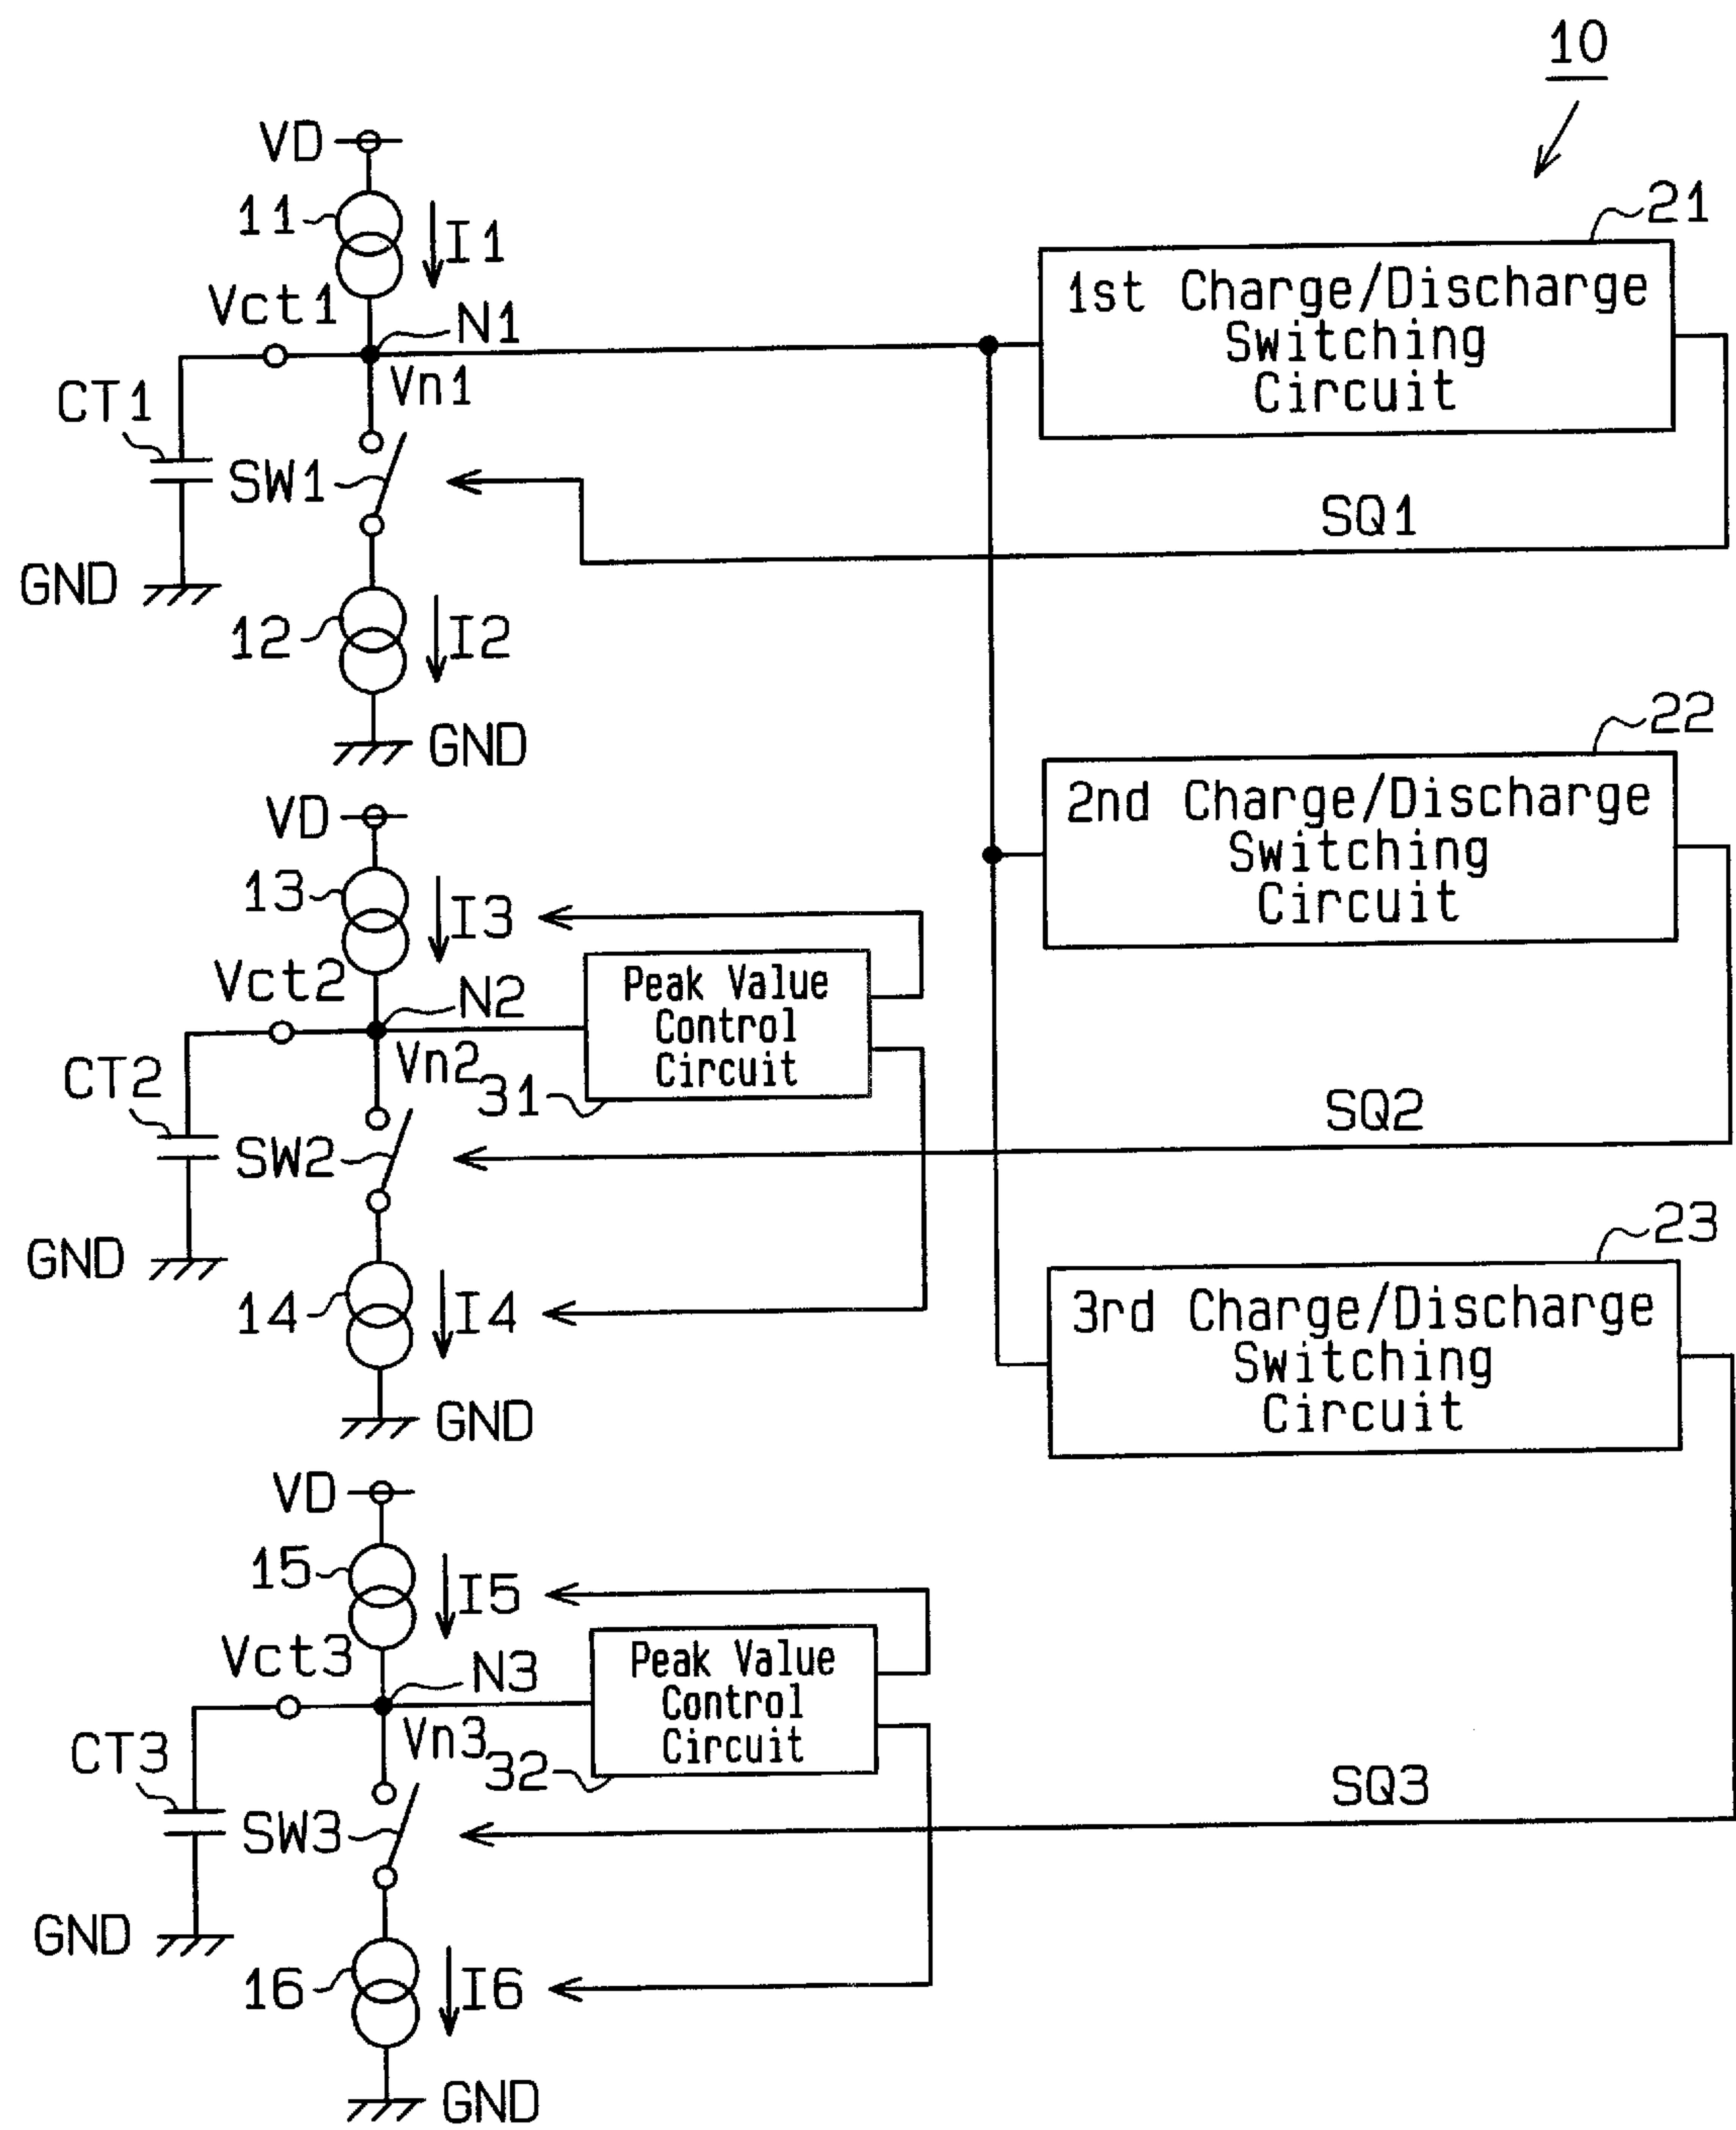 10
VD
11
I1
21
1st Charge/Discharge
Switching
Circuit
Vct1
N1
Vn1
CT1
SW1
SQ1
GND
12
I2
GND
22
2nd Charge/Discharge
Switching
Circuit
VD
13
I3
Peak Value
Control
Circuit
Vct2
N2
Vn2
31
CT2
SW2
SQ2
GND
23
3rd Charge/Discharge
Switching
Circuit
14
I4
GND
VD
15
I5
Peak Value
Control
Circuit
Vct3
N3
Vn3
32
CT3
SW3
SQ3
GND
16
I6
GND